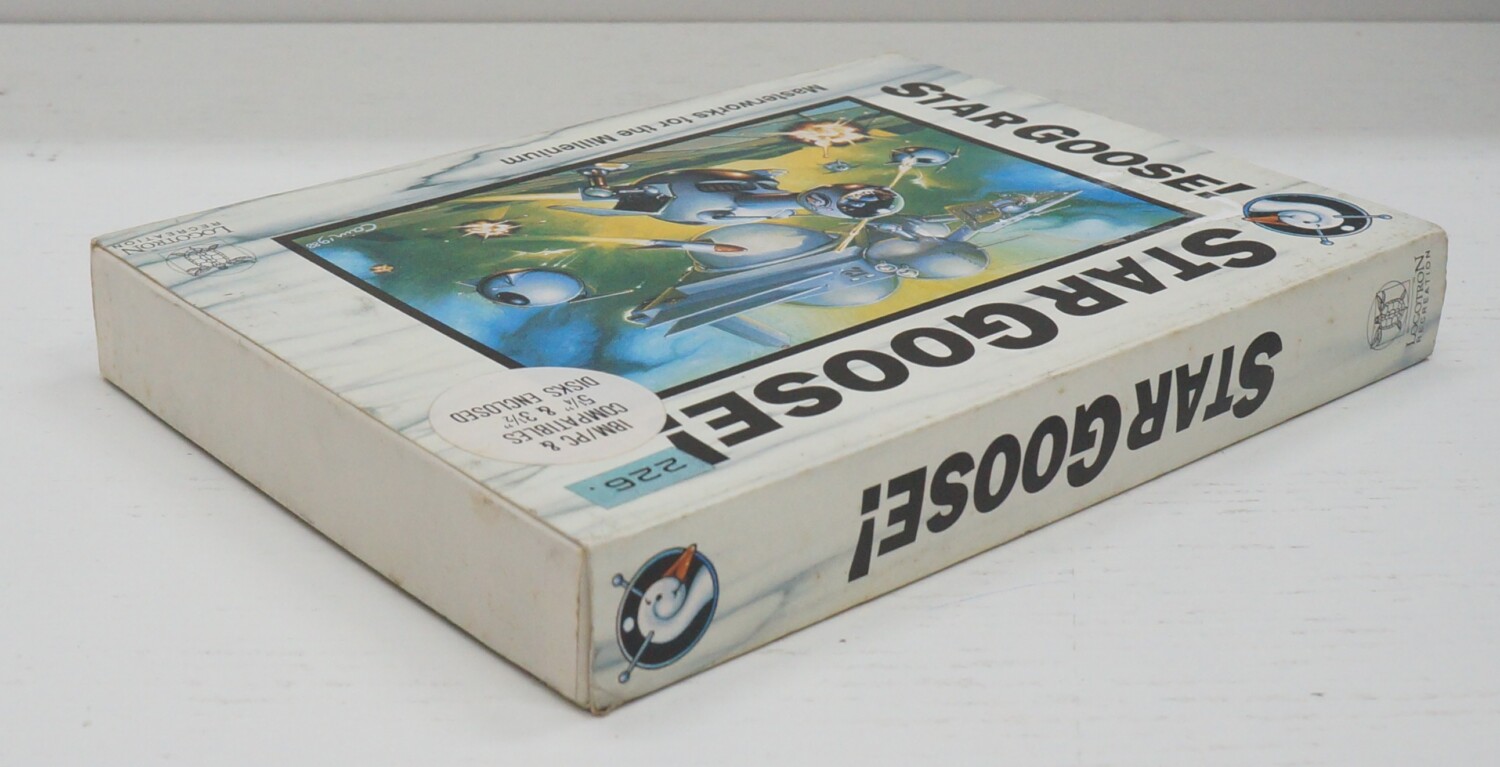 STAR GOOSE!
STAR GOOSE!
Masterworks for the Millenium
LOGOTRON
RECREATION
IBM/PC &
COMPATIBLES
5¼" & 3½"
DISKS ENCLOSED
226.
STAR GOOSE!
LOGOTRON
RECREATION